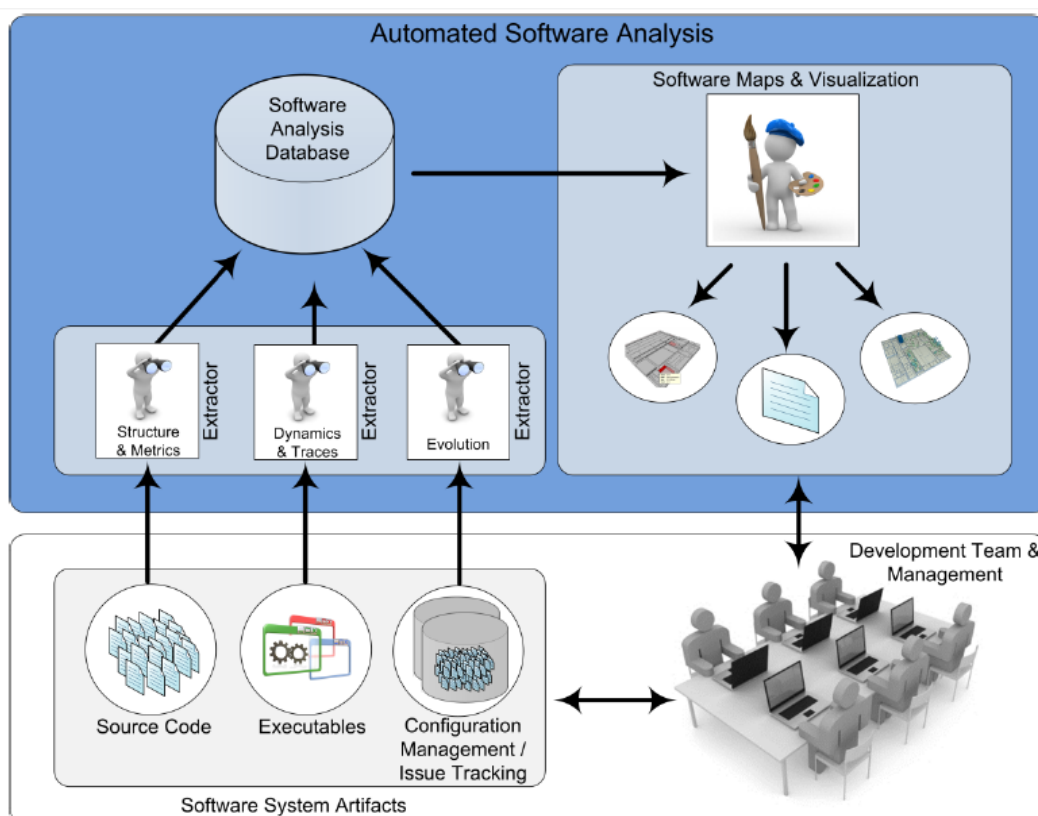 Automated Software Analysis
Software
Analysis
Database
Software Maps & Visualization
Structure
& Metrics
Extractor
Dynamics
& Traces
Extractor
Evolution
Extractor
Development Team &
Management
Source Code
Executables
Configuration
Management /
Issue Tracking
Software System Artifacts